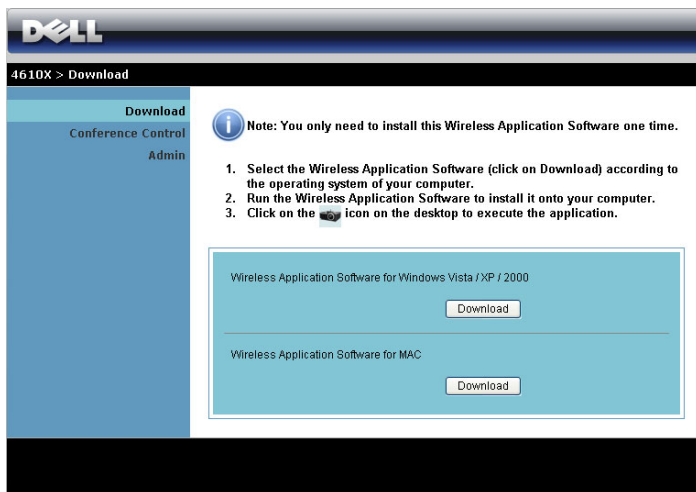 DELL
4610X > Download
Download
Conference Control
Admin
Note: You only need to install this Wireless Application Software one time.
1. Select the Wireless Application Software (click on Download) according to
the operating system of your computer.
2. Run the Wireless Application Software to install it onto your computer.
3. Click on the icon on the desktop to execute the application.
Wireless Application Software for Windows Vista / XP / 2000
Download
Wireless Application Software for MAC
Download